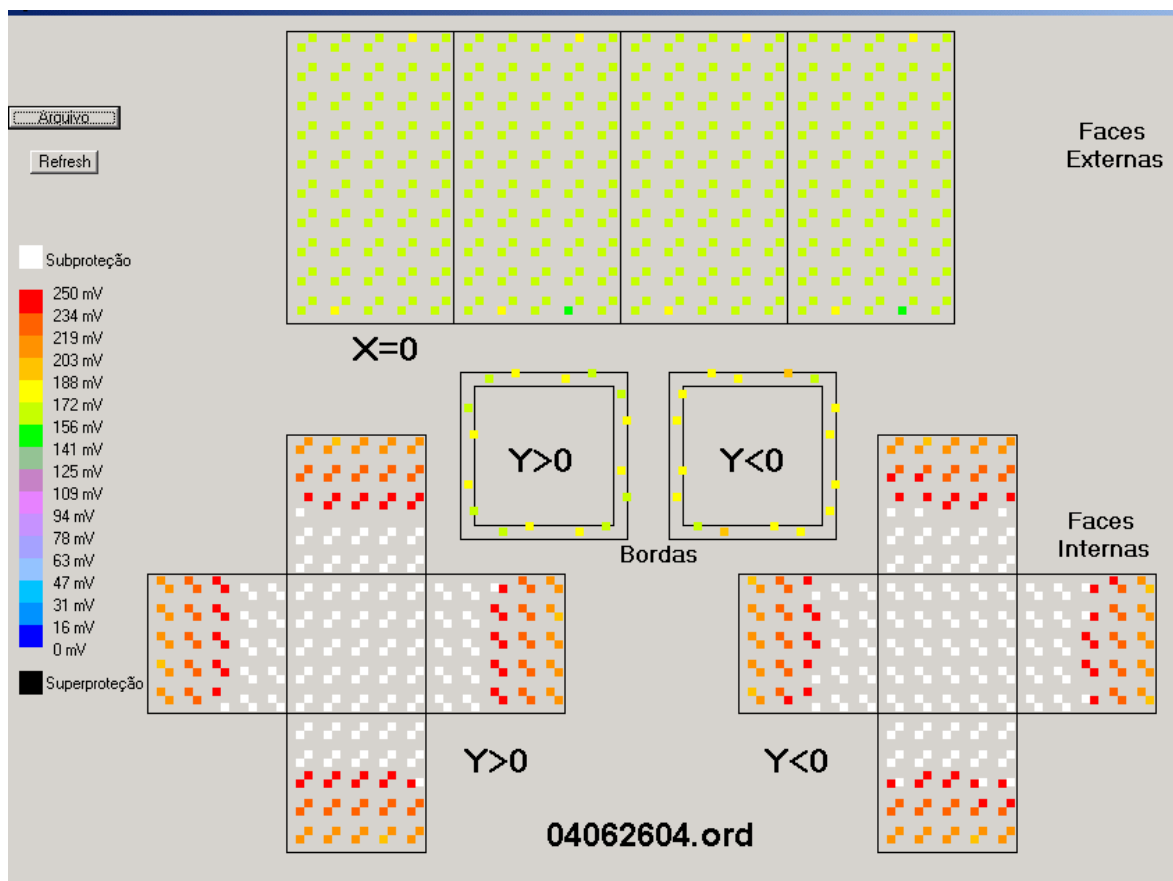 Arquivo
Refresh
Subproteção
250 mV
234 mV
219 mV
203 mV
188 mV
172 mV
156 mV
141 mV
125 mV
109 mV
94 mV
78 mV
63 mV
47 mV
31 mV
16 mV
0 mV
Superproteção
Faces
Externas
X=0
Y>0
Y<0
Bordas
Faces
Internas
Y>0
Y<0
04062604.ord